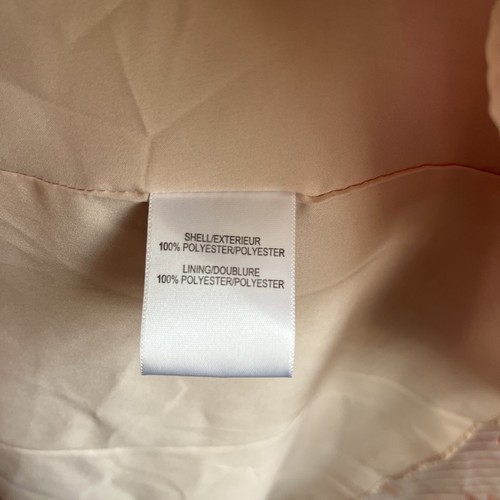 SHELL/EXTERIEUR
100% POLYESTER/POLYESTER
LINING/DOUBLURE
100% POLYESTER/POLYESTER